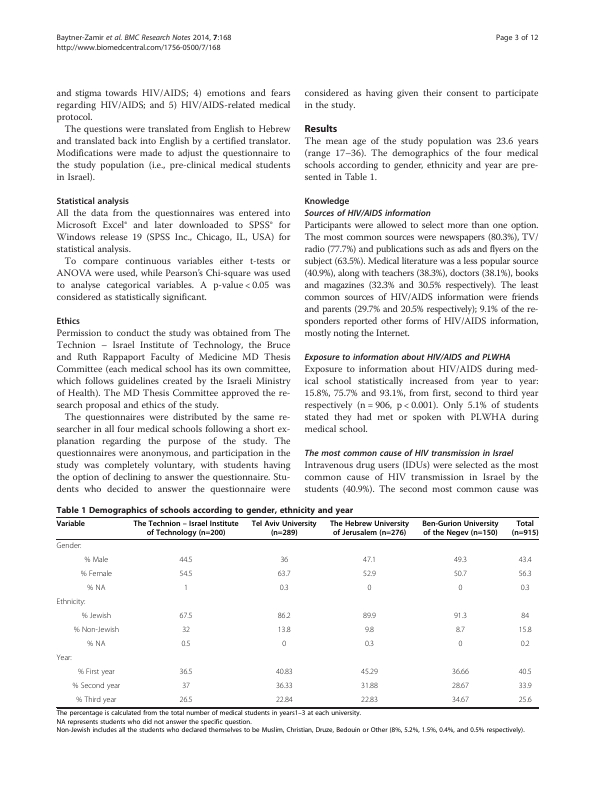 Baytner-Zamir et al. BMC Research Notes 2014, 7:168
http://www.biomedcentral.com/1756-0500/7/168
Page 3 of 12
and stigma towards HIV/AIDS; 4) emotions and fears
regarding HIV/AIDS; and 5) HIV/AIDS-related medical
protocol.
The questions were translated from English to Hebrew
and translated back into English by a certified translator.
Modifications were made to adjust the questionnaire to
the study population (i.e., pre-clinical medical students
in Israel).
Statistical analysis
All the data from the questionnaires was entered into
Microsoft Excel® and later downloaded to SPSS® for
Windows release 19 (SPSS Inc., Chicago, IL, USA) for
statistical analysis.
To compare continuous variables either t-tests or
ANOVA were used, while Pearson's Chi-square was used
to analyse categorical variables. A p-value < 0.05 was
considered as statistically significant.
Ethics
Permission to conduct the study was obtained from The
Technion – Israel Institute of Technology, the Bruce
and Ruth Rappaport Faculty of Medicine MD Thesis
Committee (each medical school has its own committee,
which follows guidelines created by the Israeli Ministry
of Health). The MD Thesis Committee approved the re-
search proposal and ethics of the study.
The questionnaires were distributed by the same re-
searcher in all four medical schools following a short ex-
planation regarding the purpose of the study. The
questionnaires were anonymous, and participation in the
study was completely voluntary, with students having
the option of declining to answer the questionnaire. Stu-
dents who decided to answer the questionnaire were
considered as having given their consent to participate
in the study.
Results
The mean age of the study population was 23.6 years
(range 17–36). The demographics of the four medical
schools according to gender, ethnicity and year are pre-
sented in Table 1.
Knowledge
Sources of HIV/AIDS information
Participants were allowed to select more than one option.
The most common sources were newspapers (80.3%), TV/
radio (77.7%) and publications such as ads and flyers on the
subject (63.5%). Medical literature was a less popular source
(40.9%), along with teachers (38.3%), doctors (38.1%), books
and magazines (32.3% and 30.5% respectively). The least
common sources of HIV/AIDS information were friends
and parents (29.7% and 20.5% respectively); 9.1% of the re-
sponders reported other forms of HIV/AIDS information,
mostly noting the Internet.
Exposure to information about HIV/AIDS and PLWHA
Exposure to information about HIV/AIDS during med-
ical school statistically increased from year to year:
15.8%, 75.7% and 93.1%, from first, second to third year
respectively (n = 906, p < 0.001). Only 5.1% of students
stated they had met or spoken with PLWHA during
medical school.
The most common cause of HIV transmission in Israel
Intravenous drug users (IDUs) were selected as the most
common cause of HIV transmission in Israel by the
students (40.9%). The second most common cause was
Table 1 Demographics of schools according to gender, ethnicity and year
Variable The Technion – Israel Institute of Technology (n=200) Tel Aviv University (n=289) The Hebrew University of Jerusalem (n=276) Ben-Gurion University of the Negev (n=150) Total (n=915)
Gender:
% Male 44.5 36 47.1 49.3 43.4
% Female 54.5 63.7 52.9 50.7 56.3
% NA 1 0.3 0 0 0.3
Ethnicity:
% Jewish 67.5 86.2 89.9 91.3 84
% Non-Jewish 32 13.8 9.8 8.7 15.8
% NA 0.5 0 0.3 0 0.2
Year:
% First year 36.5 40.83 45.29 36.66 40.5
% Second year 37 36.33 31.88 28.67 33.9
% Third year 26.5 22.84 22.83 34.67 25.6
The percentage is calculated from the total number of medical students in years1–3 at each university.
NA represents students who did not answer the specific question.
Non-Jewish includes all the students who declared themselves to be Muslim, Christian, Druze, Bedouin or Other (8%, 5.2%, 1.5%, 0.4%, and 0.5% respectively).